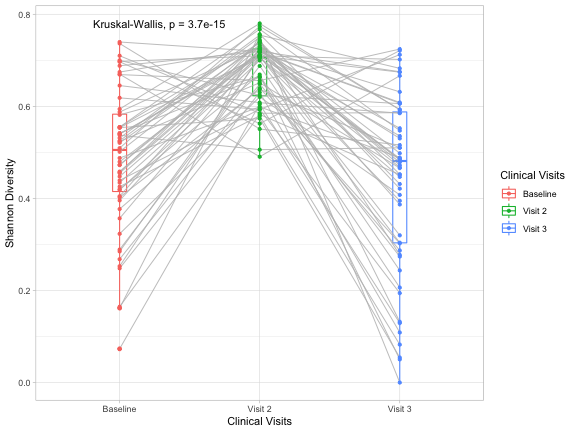 Kruskal-Wallis, p = 3.7e-15
0.8
0.6
0.4
0.2
0.0
Shannon Diversity
Baseline
Visit 2
Visit 3
Clinical Visits
Clinical Visits
Baseline
Visit 2
Visit 3